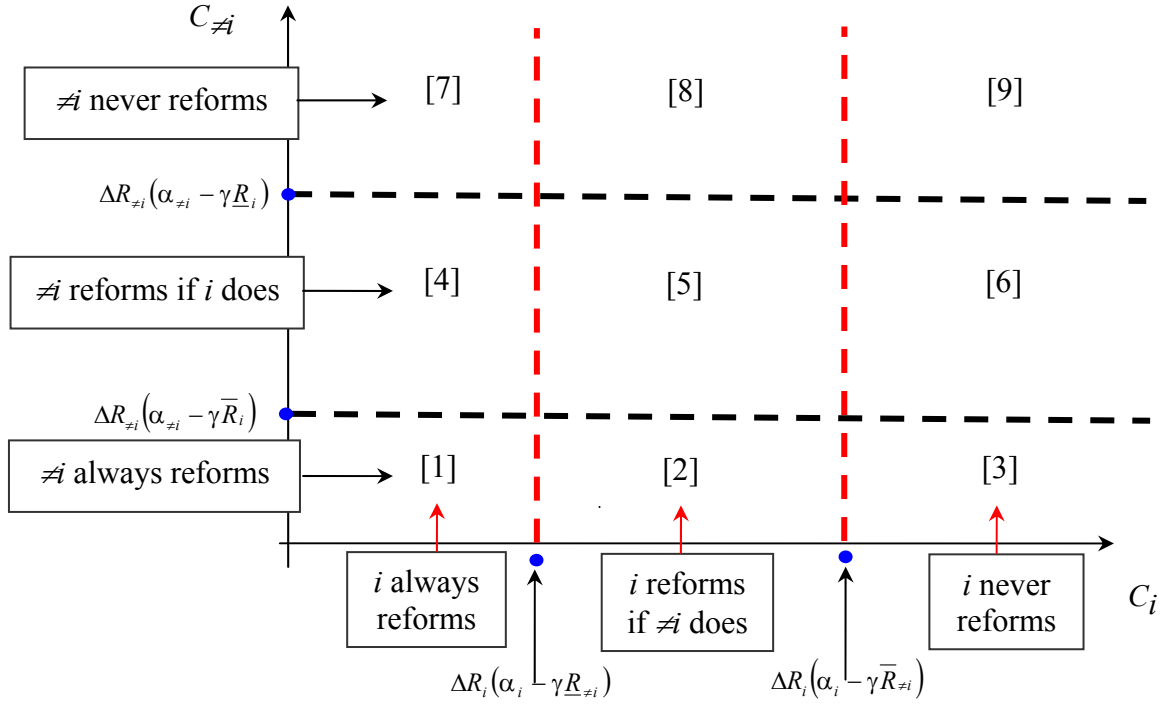 C≠i
≠i never reforms
[7] [8] [9]
ΔR≠i(α≠i − γR̲i)
≠i reforms if i does
[4] [5] [6]
ΔR≠i(α≠i − γR̅i)
≠i always reforms
[1] [2] [3]
i always
reforms
i reforms
if ≠i does
i never
reforms
Ci
ΔRi(αi − γR̲≠i)
ΔRi(αi − γR̅≠i)